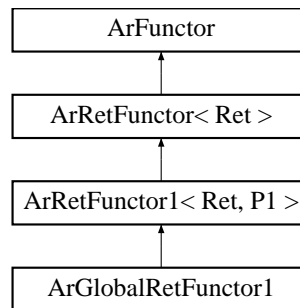 ArFunctor
ArRetFunctor< Ret >
ArRetFunctor1< Ret, P1 >
ArGlobalRetFunctor1